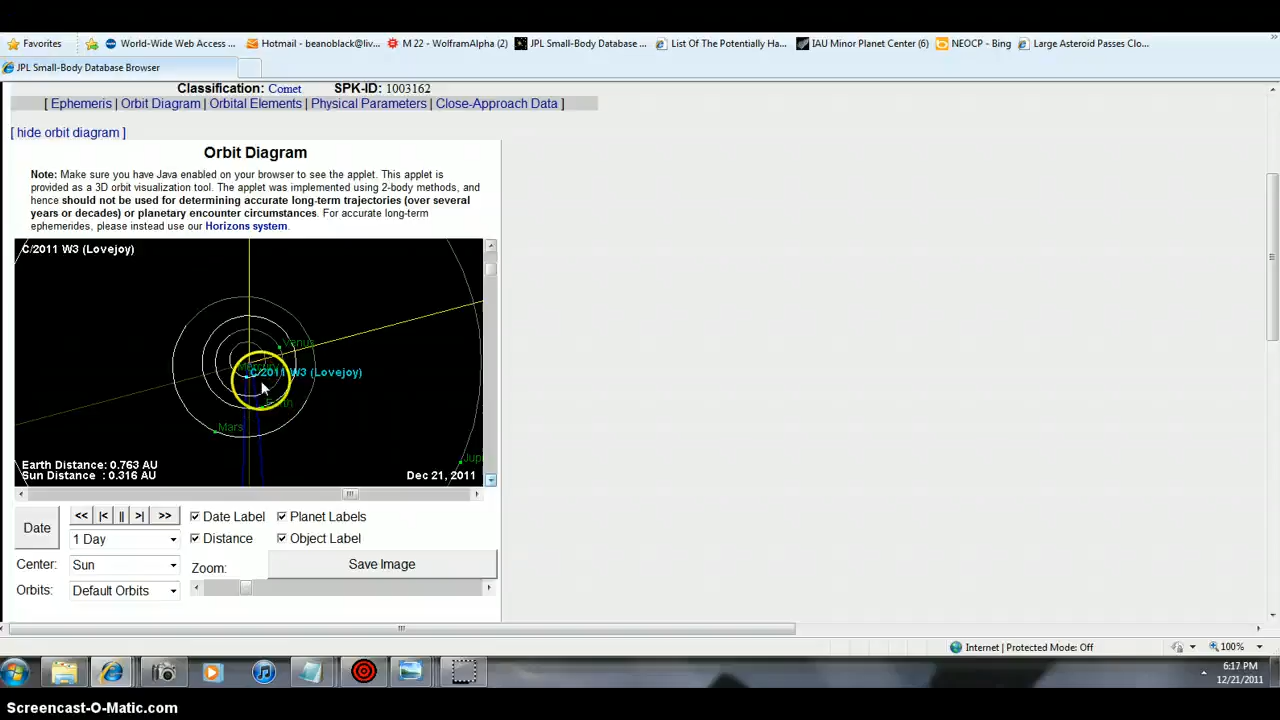 Favorites World-Wide Web Access ... Hotmail - beanoblack@liv... M 22 - WolframAlpha (2) JPL Small-Body Database ... List Of The Potentially Ha... IAU Minor Planet Center (6) NEOCP - Bing Large Asteroid Passes Clo...
JPL Small-Body Database Browser
Classification: Comet SPK-ID: 1003162
[ Ephemeris | Orbit Diagram | Orbital Elements | Physical Parameters | Close-Approach Data ]
[ hide orbit diagram ]
Orbit Diagram
Note: Make sure you have Java enabled on your browser to see the applet. This applet is
provided as a 3D orbit visualization tool. The applet was implemented using 2-body methods, and
hence should not be used for determining accurate long-term trajectories (over several
years or decades) or planetary encounter circumstances. For accurate long-term
ephemerides, please instead use our Horizons system.
C/2011 W3 (Lovejoy)
Venus
Mercury
C/2011 W3 (Lovejoy)
Earth
Mars
Jup
Earth Distance: 0.763 AU
Sun Distance : 0.316 AU Dec 21, 2011
Date << |< || >| >> Date Label Planet Labels
1 Day Distance Object Label
Center: Sun Zoom: Save Image
Orbits: Default Orbits
Internet | Protected Mode: Off 100%
6:17 PM
12/21/2011
Screencast-O-Matic.com